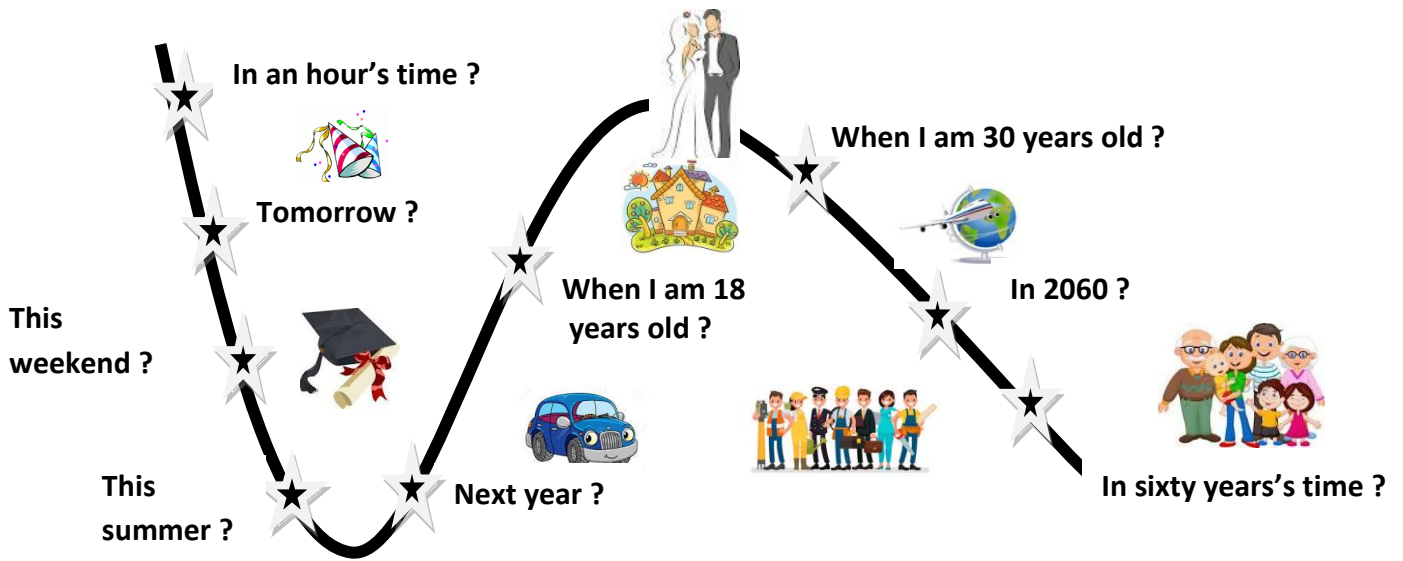 In an hour's time ?
Tomorrow ?
This
weekend ?
This
summer ?
Next year ?
When I am 18
years old ?
When I am 30 years old ?
In 2060 ?
In sixty years's time ?